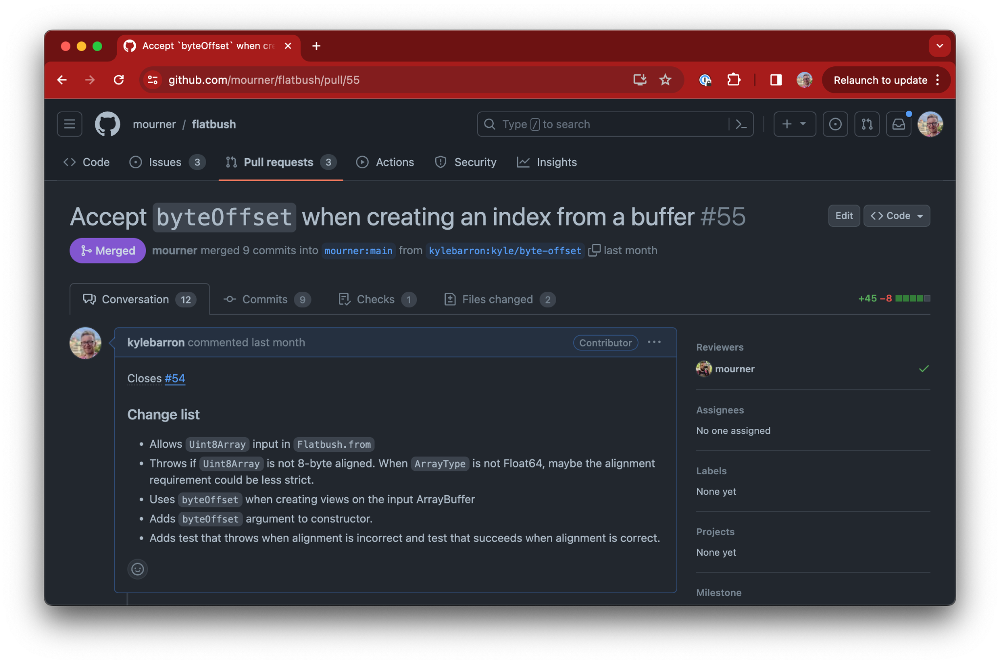 Accept `byteOffset` when cre
github.com/mourner/flatbush/pull/55
Relaunch to update
mourner / flatbush
Type / to search
Code
Issues 3
Pull requests 3
Actions
Security
Insights
Accept byteOffset when creating an index from a buffer #55
Edit
Code
Merged
mourner merged 9 commits into mourner:main from kylebarron:kyle/byte-offset last month
Conversation 12
Commits 9
Checks 1
Files changed 2
+45 −8
kylebarron commented last month
Contributor
Closes #54
Change list
• Allows Uint8Array input in Flatbush.from
• Throws if Uint8Array is not 8-byte aligned. When ArrayType is not Float64, maybe the alignment
requirement could be less strict.
• Uses byteOffset when creating views on the input ArrayBuffer
• Adds byteOffset argument to constructor.
• Adds test that throws when alignment is incorrect and test that succeeds when alignment is correct.
Reviewers
mourner
Assignees
No one assigned
Labels
None yet
Projects
None yet
Milestone